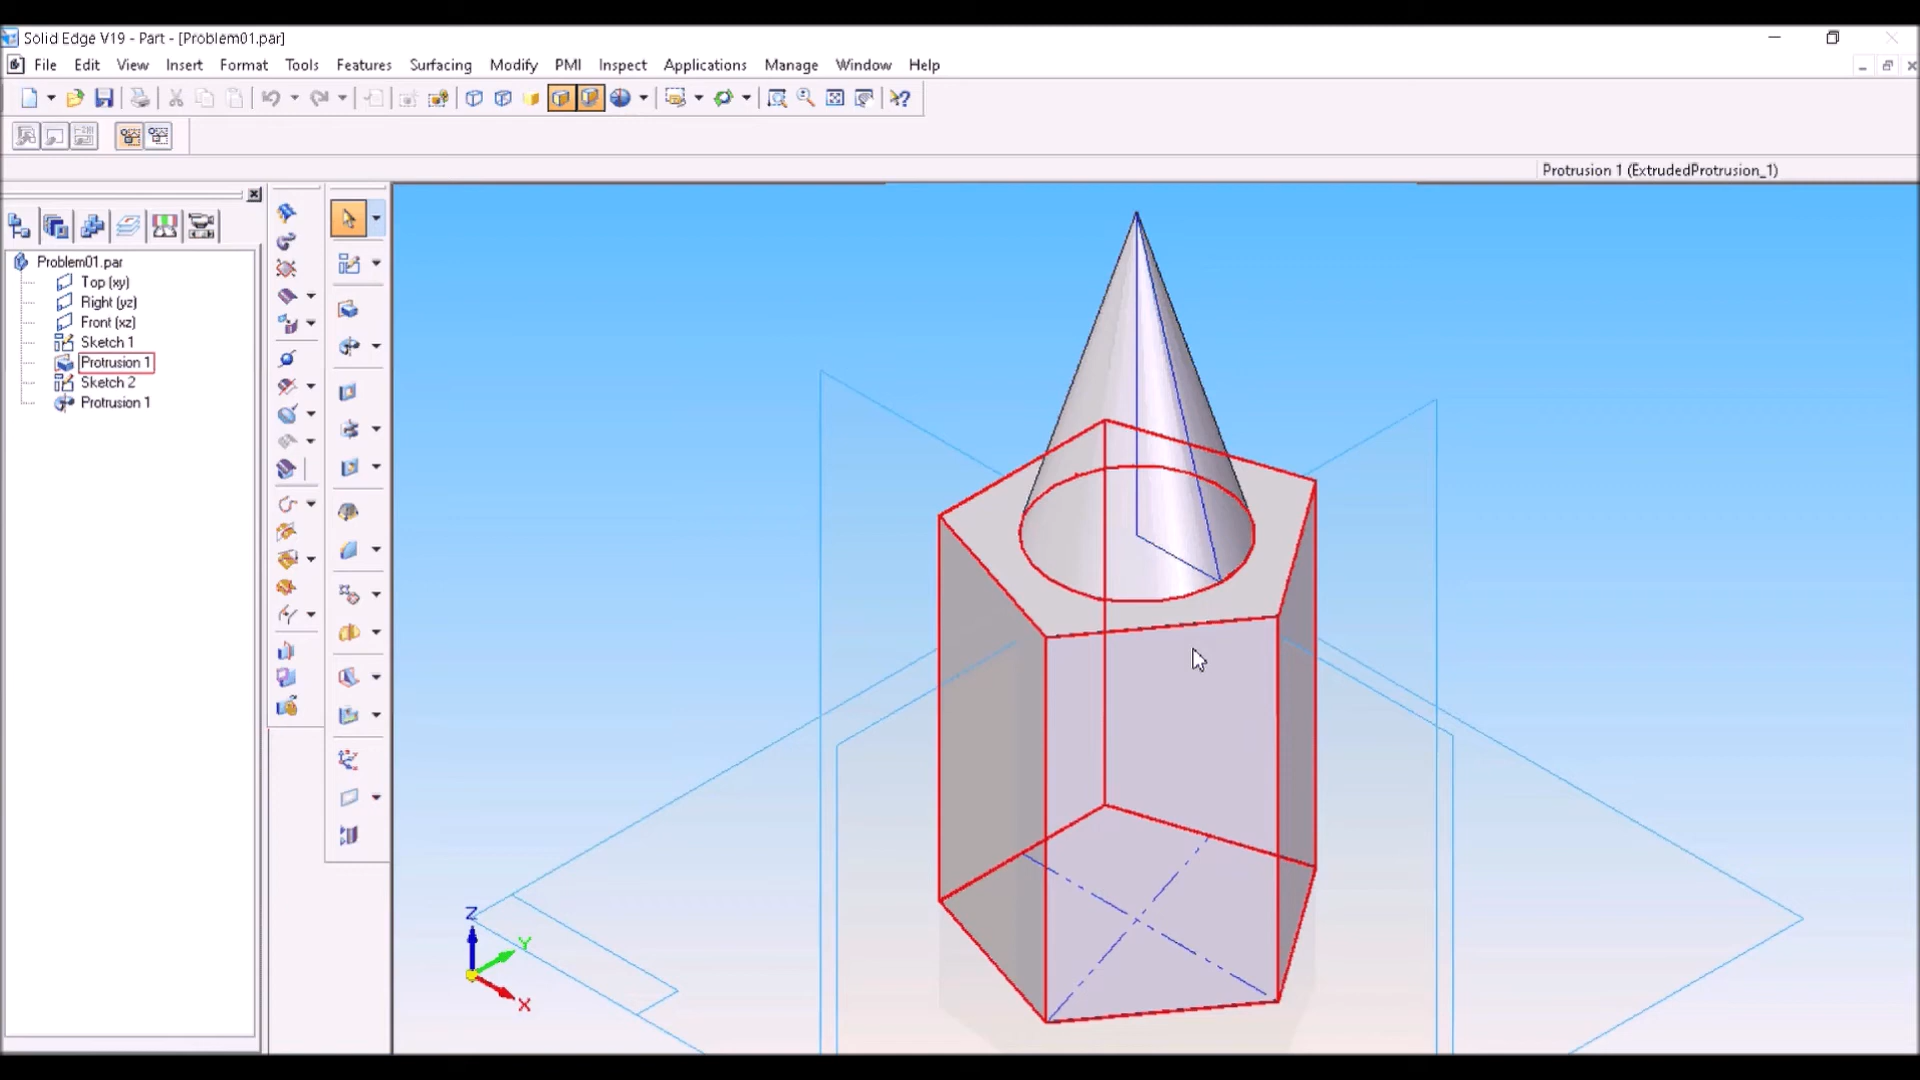 Solid Edge V19 - Part - [Problem01.par]
File Edit View Insert Format Tools Features Surfacing Modify PMI Inspect Applications Manage Window Help
Protrusion 1 (ExtrudedProtrusion_1)
Problem01.par
Top (xy)
Right (yz)
Front (xz)
Sketch 1
Protrusion 1
Sketch 2
Protrusion 1
Z
Y
X